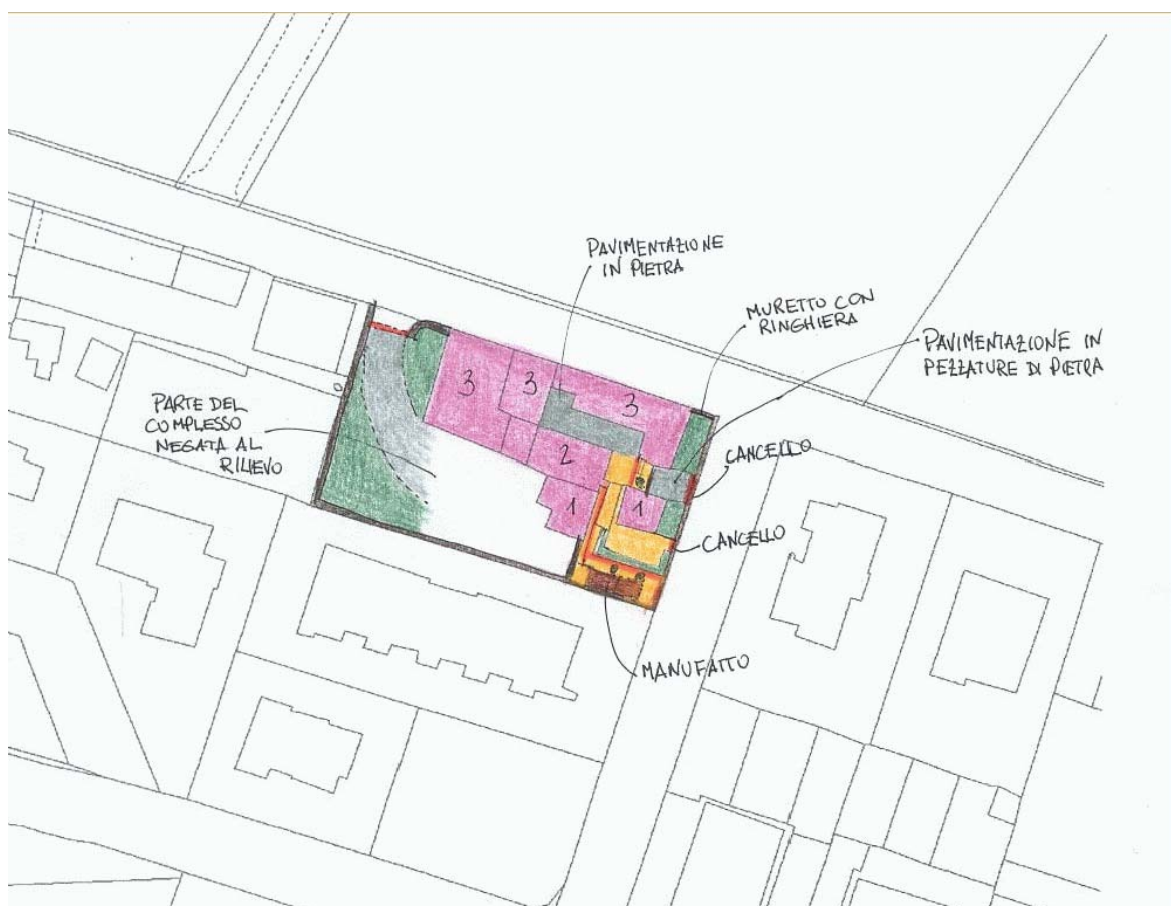 PAVIMENTAZIONE
IN PIETRA
MURETTO CON
RINGHIERA
PAVIMENTAZIONE IN
PEZZATURE DI PIETRA
PARTE DEL
COMPLESSO
NEGATA AL
RILIEVO
3
3
3
2
1
1
CANCELLO
CANCELLO
MANUFATTO